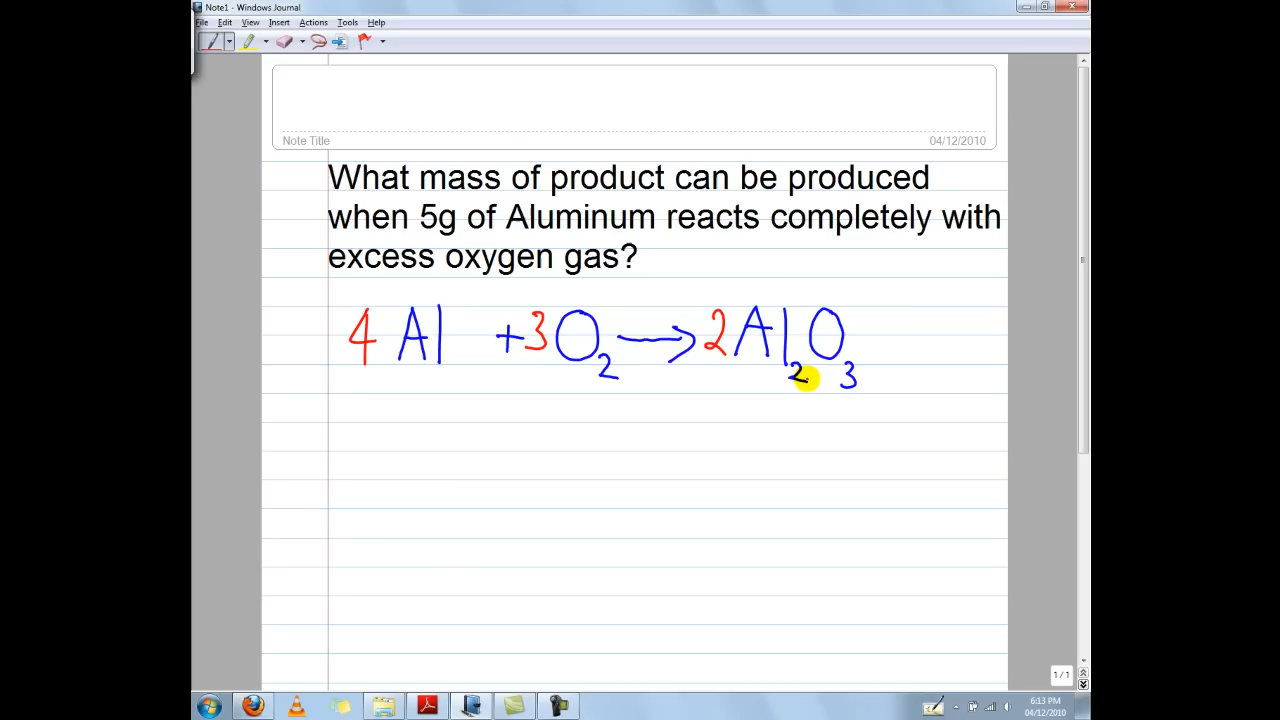 Note1 - Windows Journal
File Edit View Insert Actions Tools Help
Note Title
04/12/2010
What mass of product can be produced
when 5g of Aluminum reacts completely with
excess oxygen gas?
4 Al + 3 O₂ → 2 Al₂O₃
1 / 1
6:13 PM
04/12/2010